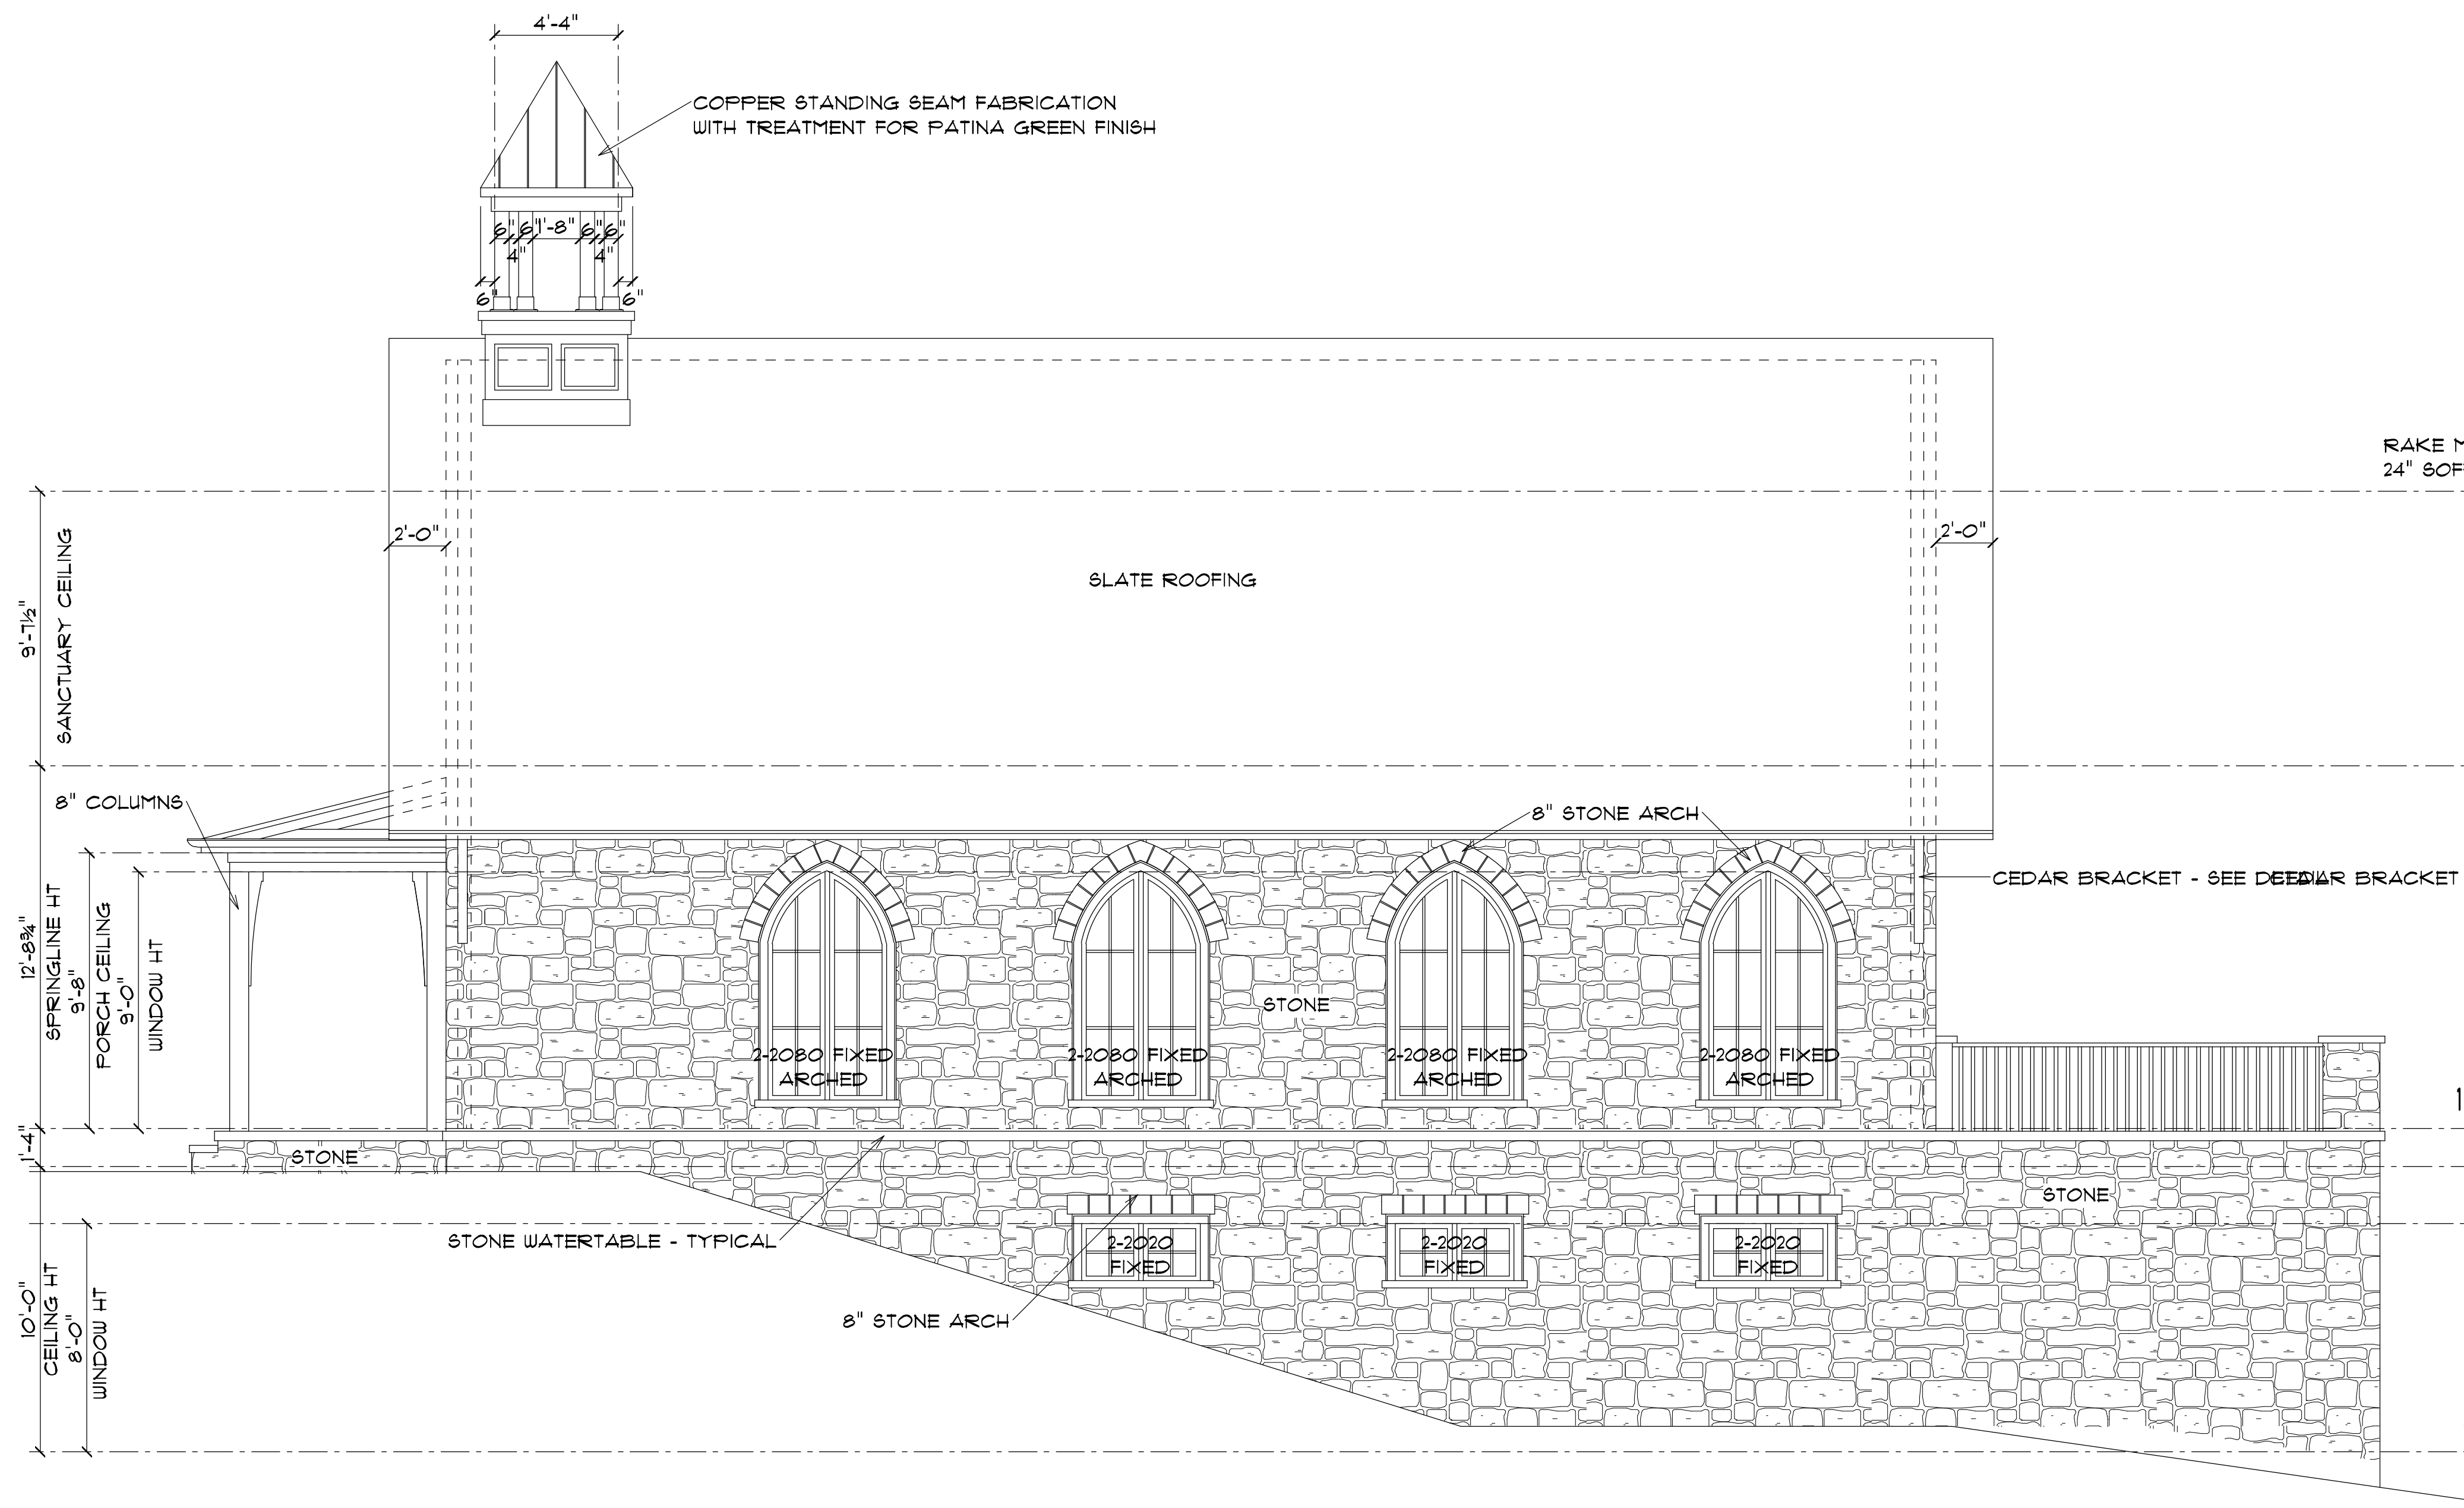 4'-4"
COPPER STANDING SEAM FABRICATION
WITH TREATMENT FOR PATINA GREEN FINISH
6" 6" 1'-8" 6" 6"
4" 4"
6" 6"
RAKE
24"
2'-0" 2'-0"
SLATE ROOFING
9'-7½"
SANCTUARY CEILING
8" COLUMNS
8" STONE ARCH
CEDAR BRACKET - SEE DETAIL
CEDAR BRACKET
12'-8¾"
SPRINGLINE HT
9'-8"
PORCH CEILING
9'-0"
WINDOW HT
STONE
2-2080 FIXED
ARCHED
2-2080 FIXED
ARCHED
2-2080 FIXED
ARCHED
2-2080 FIXED
ARCHED
1'-4"
STONE
STONE
STONE WATERTABLE - TYPICAL
2-2020
FIXED
2-2020
FIXED
2-2020
FIXED
8" STONE ARCH
10'-0"
CEILING HT
8'-0"
WINDOW HT